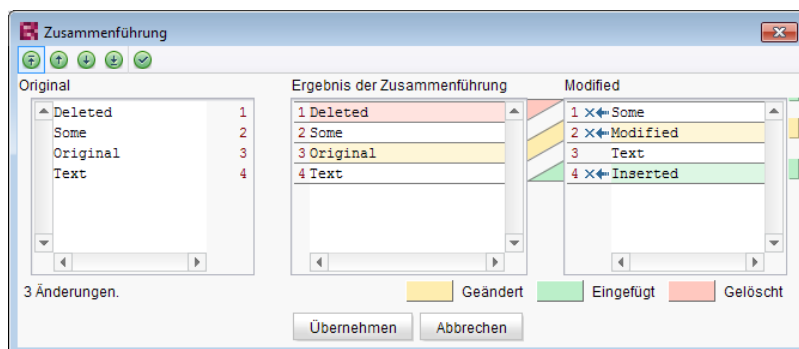 Zusammenführung
Original
Ergebnis der Zusammenführung
Modified
Deleted 1
Some 2
Original 3
Text 4
1 Deleted
2 Some
3 Original
4 Text
1 Some
2 Modified
3 Text
4 Inserted
3 Änderungen.
Geändert
Eingefügt
Gelöscht
Übernehmen
Abbrechen